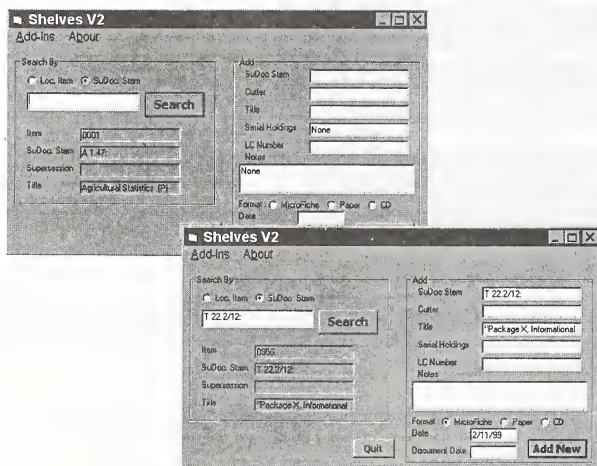 Shelves V2
Add-Ins About
Search By
Loc. Item SuDoc Stem
Search
Item 0001
SuDoc. Stem A 1.47:
Supersession
Title Agricultural Statistics (P)
Add
SuDoc Stem
Cutter
Title
Serial Holdings None
LC Number
Notes
None
Format: MicroFiche Paper CD
Date
Shelves V2
Add-Ins About
Search By
Loc. Item SuDoc Stem
T 22.2/12:
Search
Item 0956
SuDoc. Stem T 22.2/12:
Supersession
Title "Package X, Informational
Quit
Add
SuDoc Stem T 22.2/12:
Cutter
Title "Package X, Informational
Serial Holdings
LC Number
Notes
Format: MicroFiche Paper CD
Date 2/11/99
Document Date
Add New